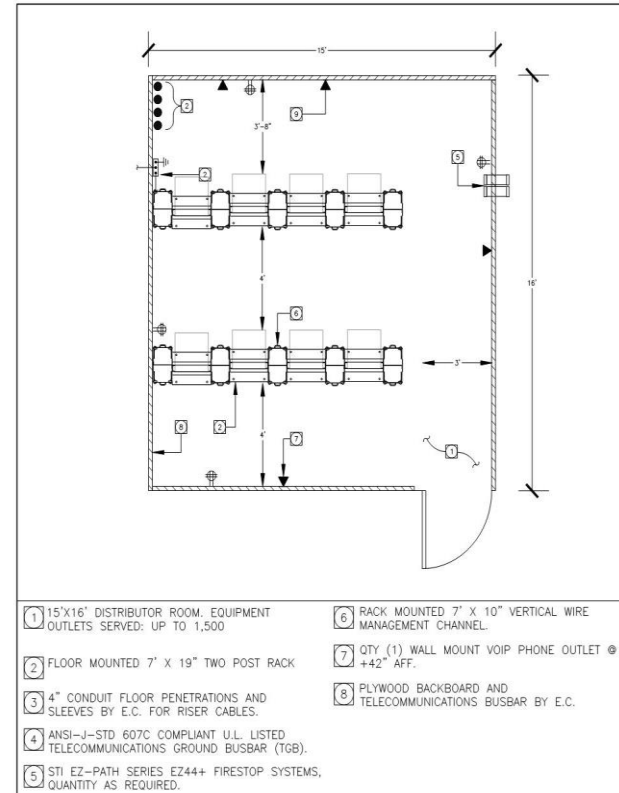 15'
2
9
3'-8"
5
2
16'
4'
6
3'
8
2
4'
7
1
1 15'X16' DISTRIBUTOR ROOM. EQUIPMENT
OUTLETS SERVED: UP TO 1,500
2 FLOOR MOUNTED 7' X 19" TWO POST RACK
3 4" CONDUIT FLOOR PENETRATIONS AND
SLEEVES BY E.C. FOR RISER CABLES.
4 ANSI-J-STD 607C COMPLIANT U.L. LISTED
TELECOMMUNICATIONS GROUND BUSBAR (TGB).
5 STI EZ-PATH SERIES EZ44+ FIRESTOP SYSTEMS,
QUANTITY AS REQUIRED.
6 RACK MOUNTED 7' X 10" VERTICAL WIRE
MANAGEMENT CHANNEL.
7 QTY (1) WALL MOUNT VOIP PHONE OUTLET @
+42" AFF.
8 PLYWOOD BACKBOARD AND
TELECOMMUNICATIONS BUSBAR BY E.C.